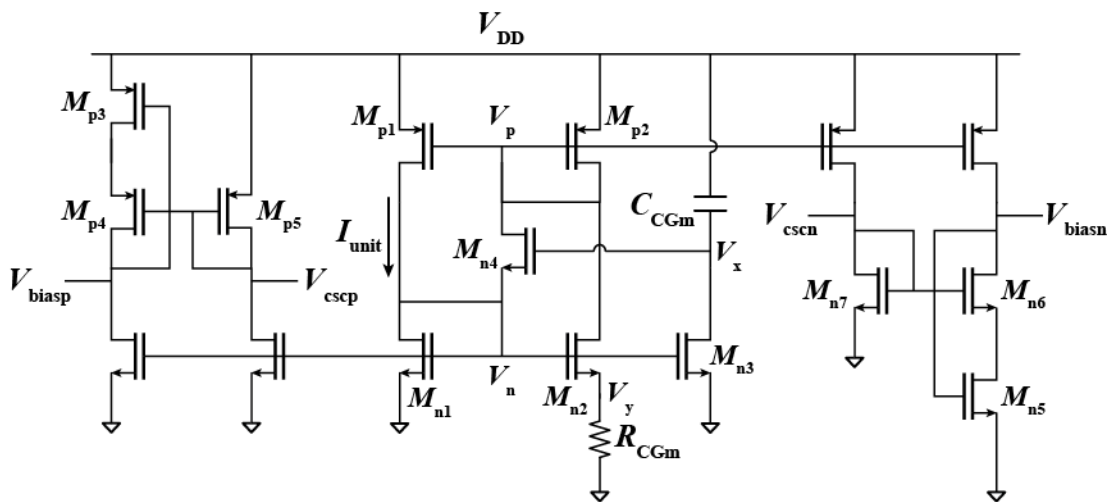 V_DD
M_p3
M_p1
V_p
M_p2
M_p4
M_p5
C_CGm
V_cscn
V_biasn
I_unit
M_n4
V_x
V_biasp
V_cscp
M_n7
M_n6
M_n3
M_n1
V_n
M_n2
V_y
M_n5
R_CGm